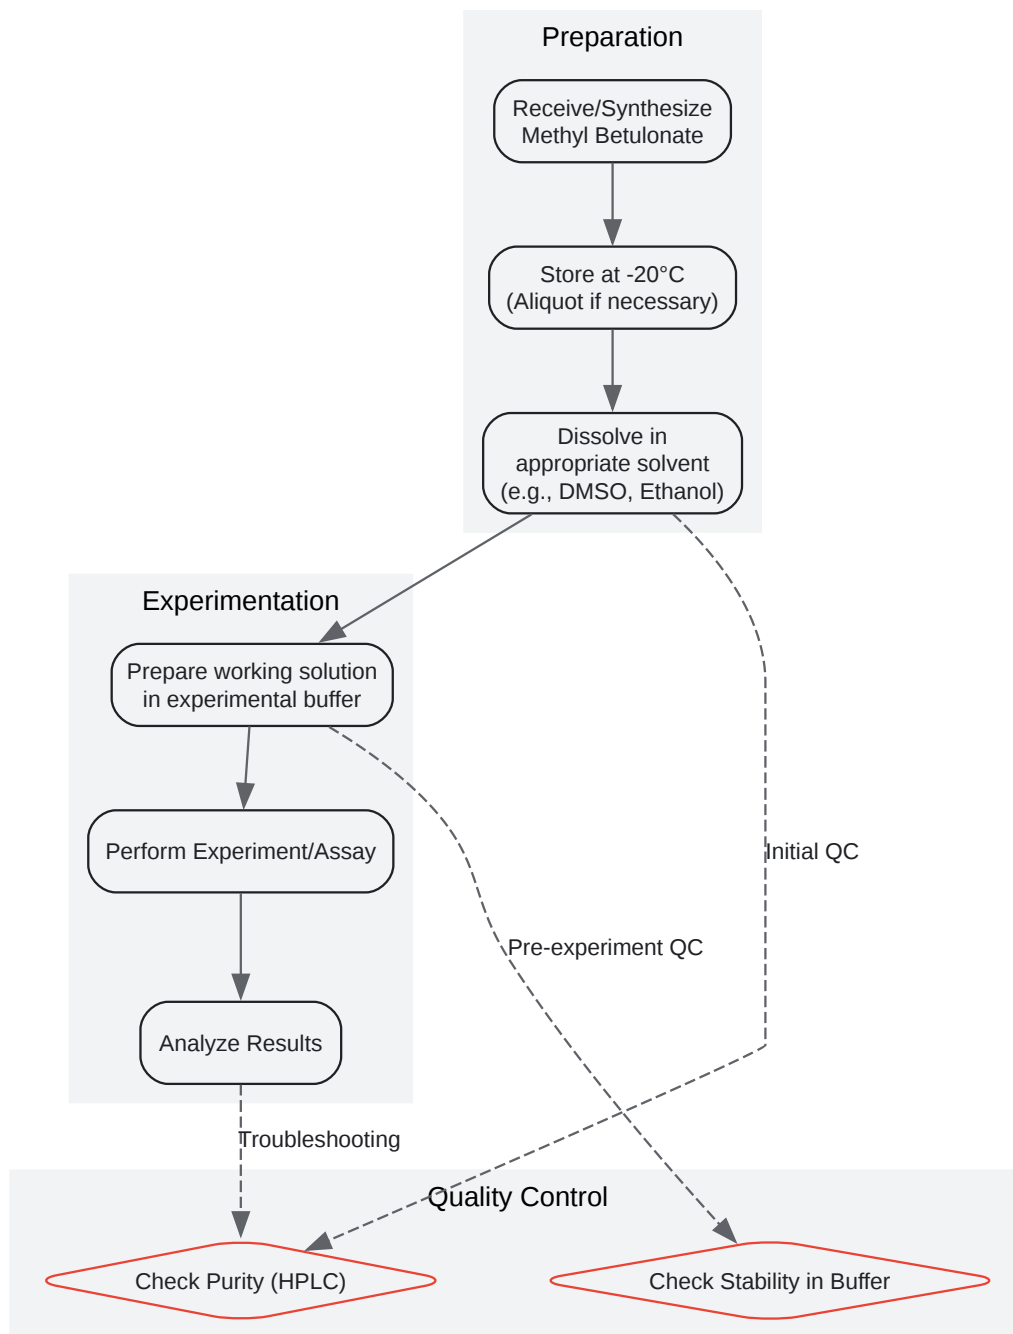 Preparation
Receive/Synthesize
Methyl Betulonate
Store at -20°C
(Aliquot if necessary)
Dissolve in
appropriate solvent
(e.g., DMSO, Ethanol)
Experimentation
Prepare working solution
in experimental buffer
Perform Experiment/Assay
Initial QC
Pre-experiment QC
Analyze Results
Troubleshooting
Quality Control
Check Purity (HPLC)
Check Stability in Buffer